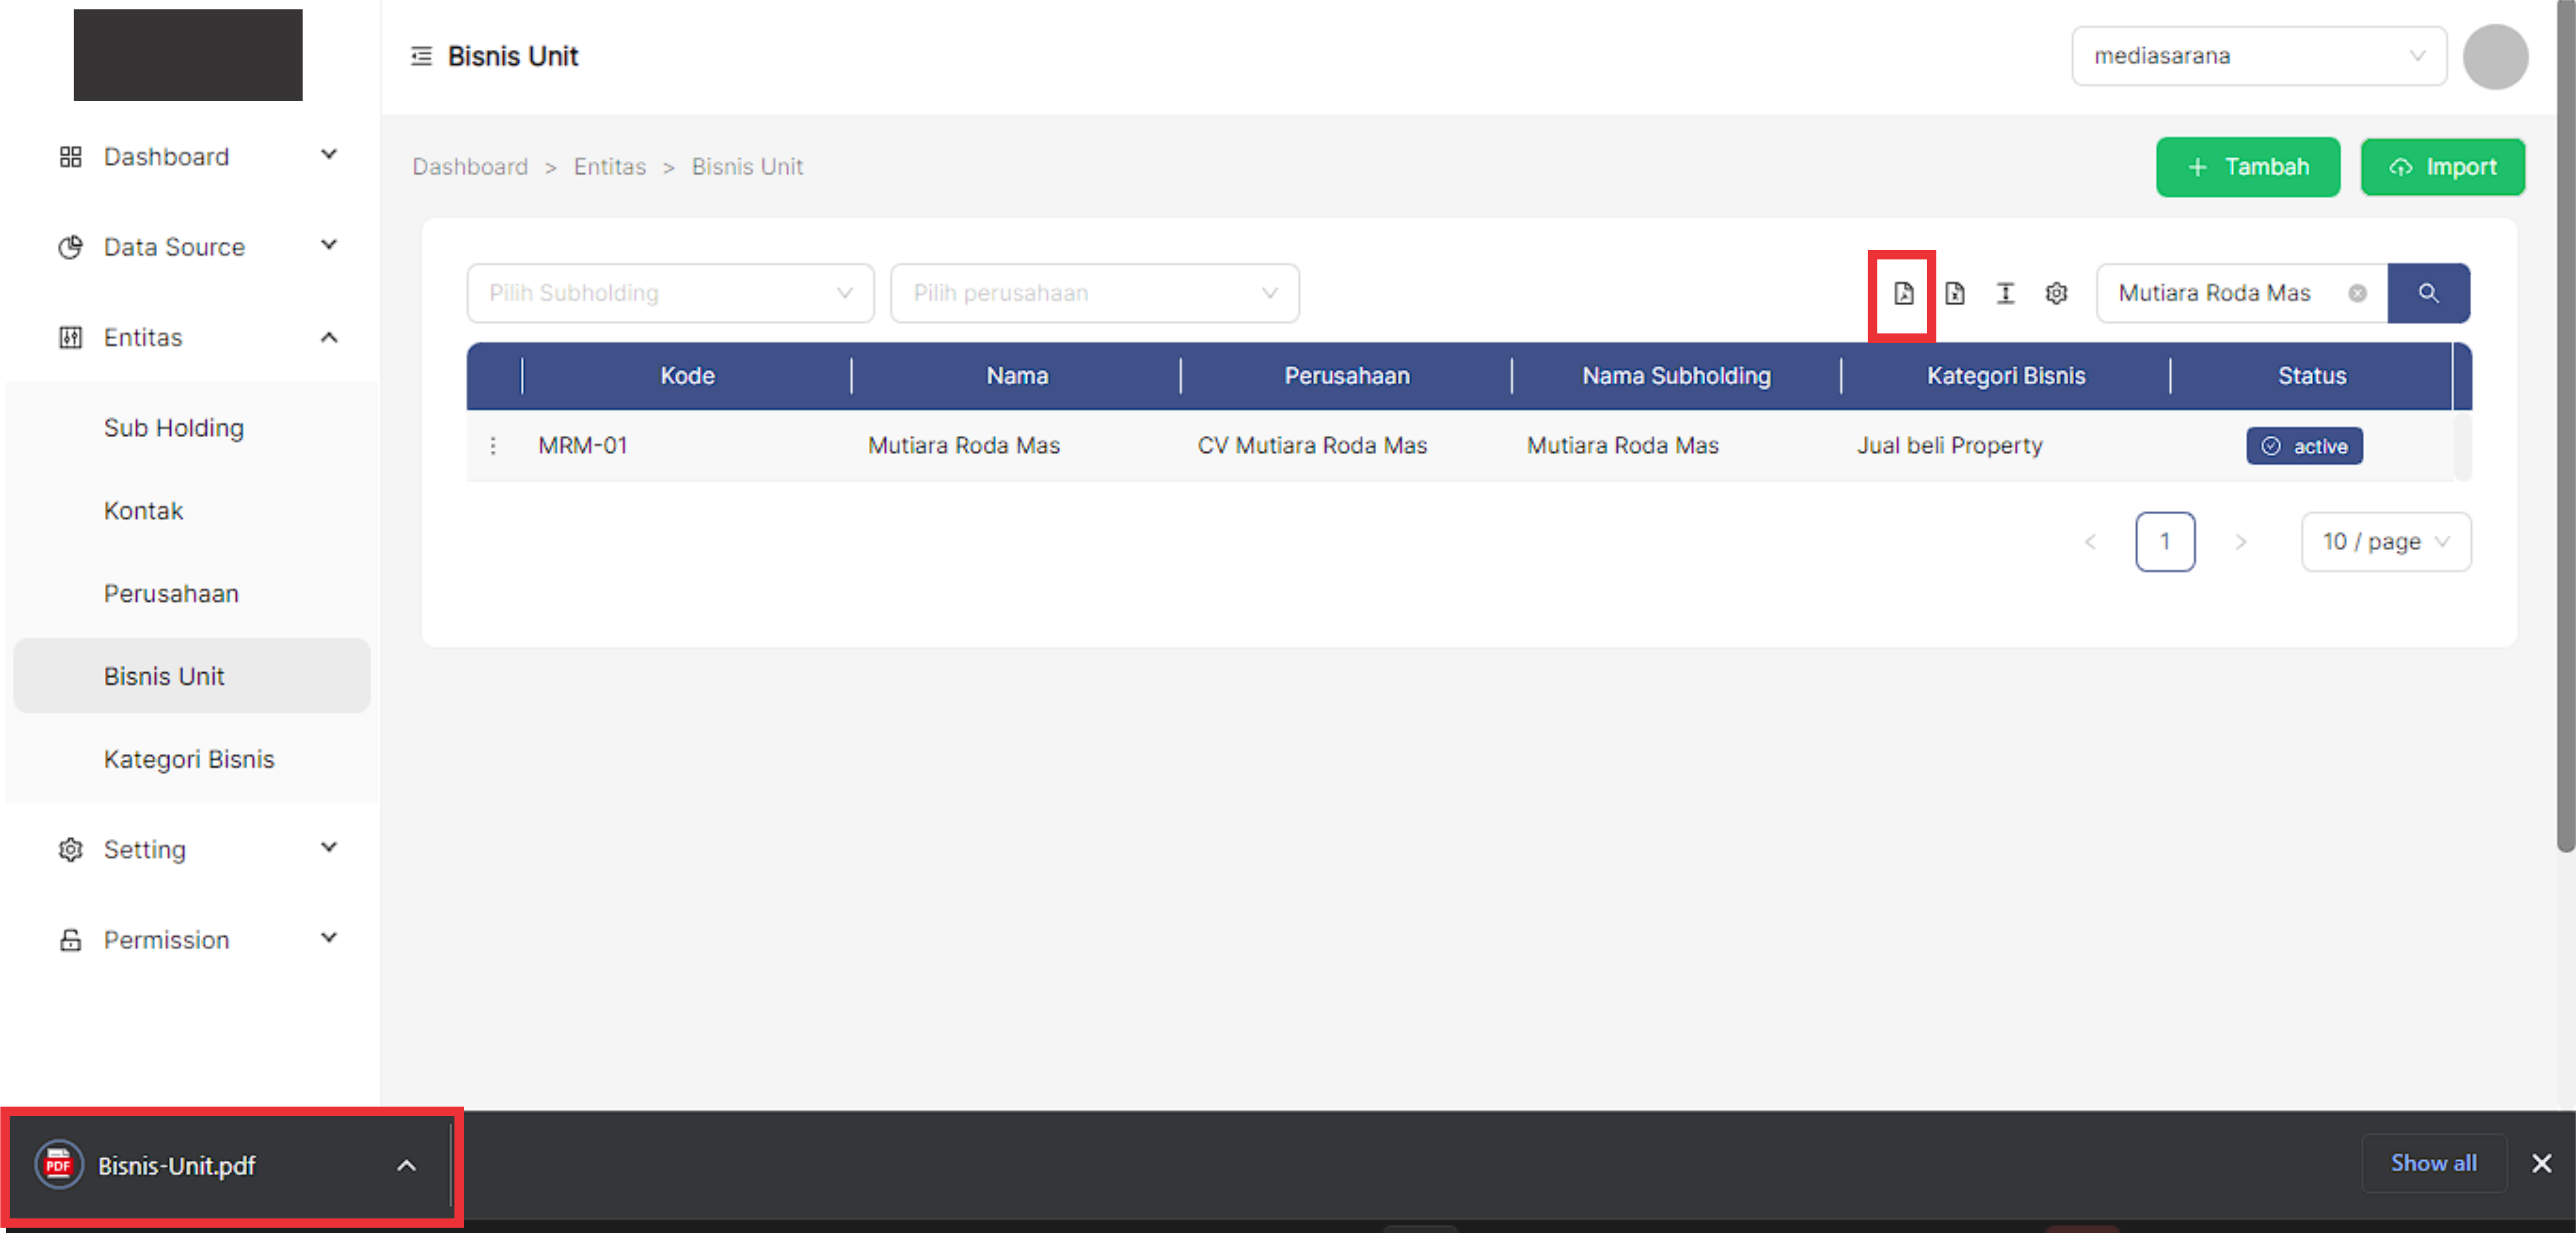 Bisnis Unit
mediasarana
Dashboard
Data Source
Entitas
Sub Holding
Kontak
Perusahaan
Bisnis Unit
Kategori Bisnis
Setting
Permission
Dashboard > Entitas > Bisnis Unit
+ Tambah
Import
Pilih Subholding
Pilih perusahaan
Mutiara Roda Mas
Kode Nama Perusahaan Nama Subholding Kategori Bisnis Status
MRM-01 Mutiara Roda Mas CV Mutiara Roda Mas Mutiara Roda Mas Jual beli Property active
< 1 > 10 / page
PDF Bisnis-Unit.pdf
Show all